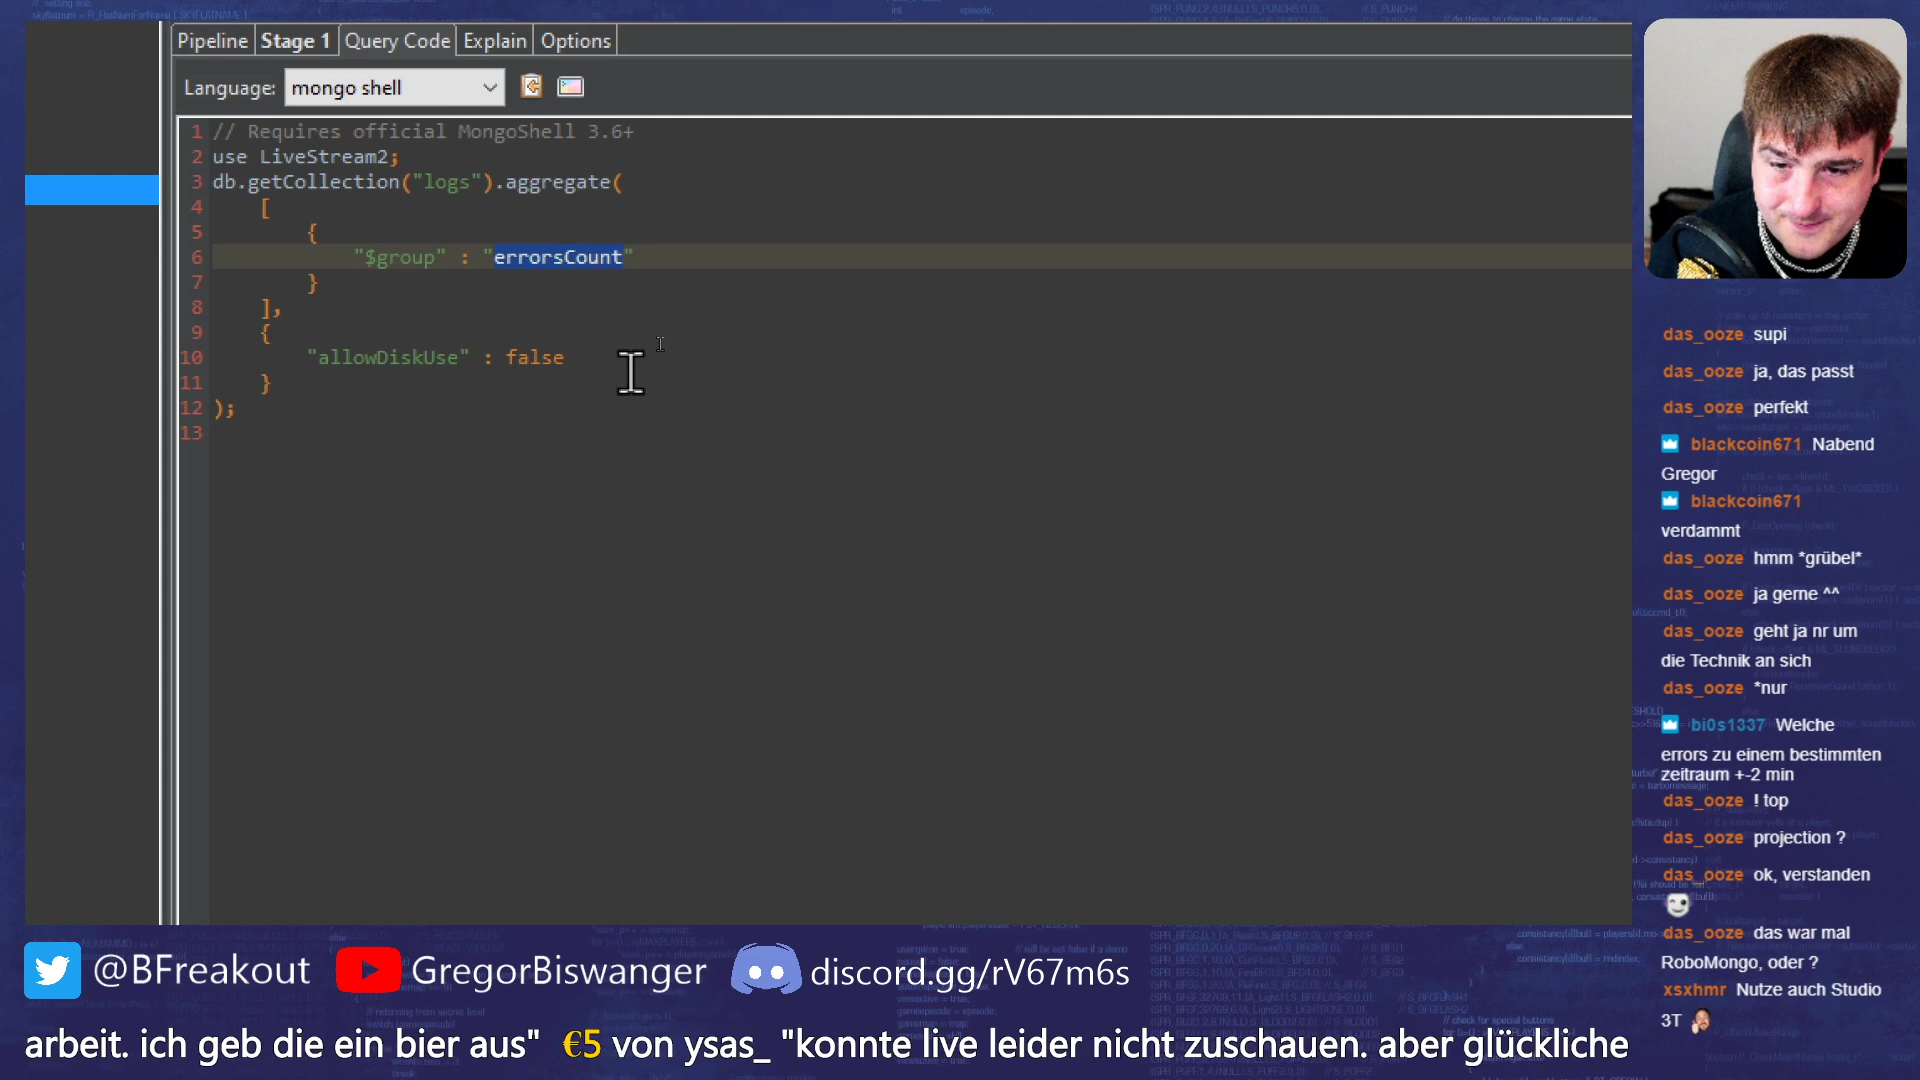 Pipeline Stage 1 Query Code Explain Options
Language: mongo shell
1 // Requires official MongoShell 3.6+
2 use LiveStream2;
3 db.getCollection("logs").aggregate(
4 [
5 {
6 "$group" : "errorsCount"
7 }
8 ],
9 {
10 "allowDiskUse" : false
11 }
12 );
13
das_ooze supi
das_ooze ja, das passt
das_ooze perfekt
blackcoin671 Nabend
Gregor
blackcoin671
verdammt
das_ooze hmm *grübel*
das_ooze ja gerne ^^
das_ooze geht ja nr um
die Technik an sich
das_ooze *nur
bi0s1337 Welche
errors zu einem bestimmten
zeitraum +-2 min
das_ooze ! top
das_ooze projection ?
das_ooze ok, verstanden
das_ooze das war mal
RoboMongo, oder ?
xsxhmr Nutze auch Studio
3T
@BFreakout GregorBiswanger discord.gg/rV67m6s
arbeit. ich geb die ein bier aus" €5 von ysas_ "konnte live leider nicht zuschauen. aber glückliche